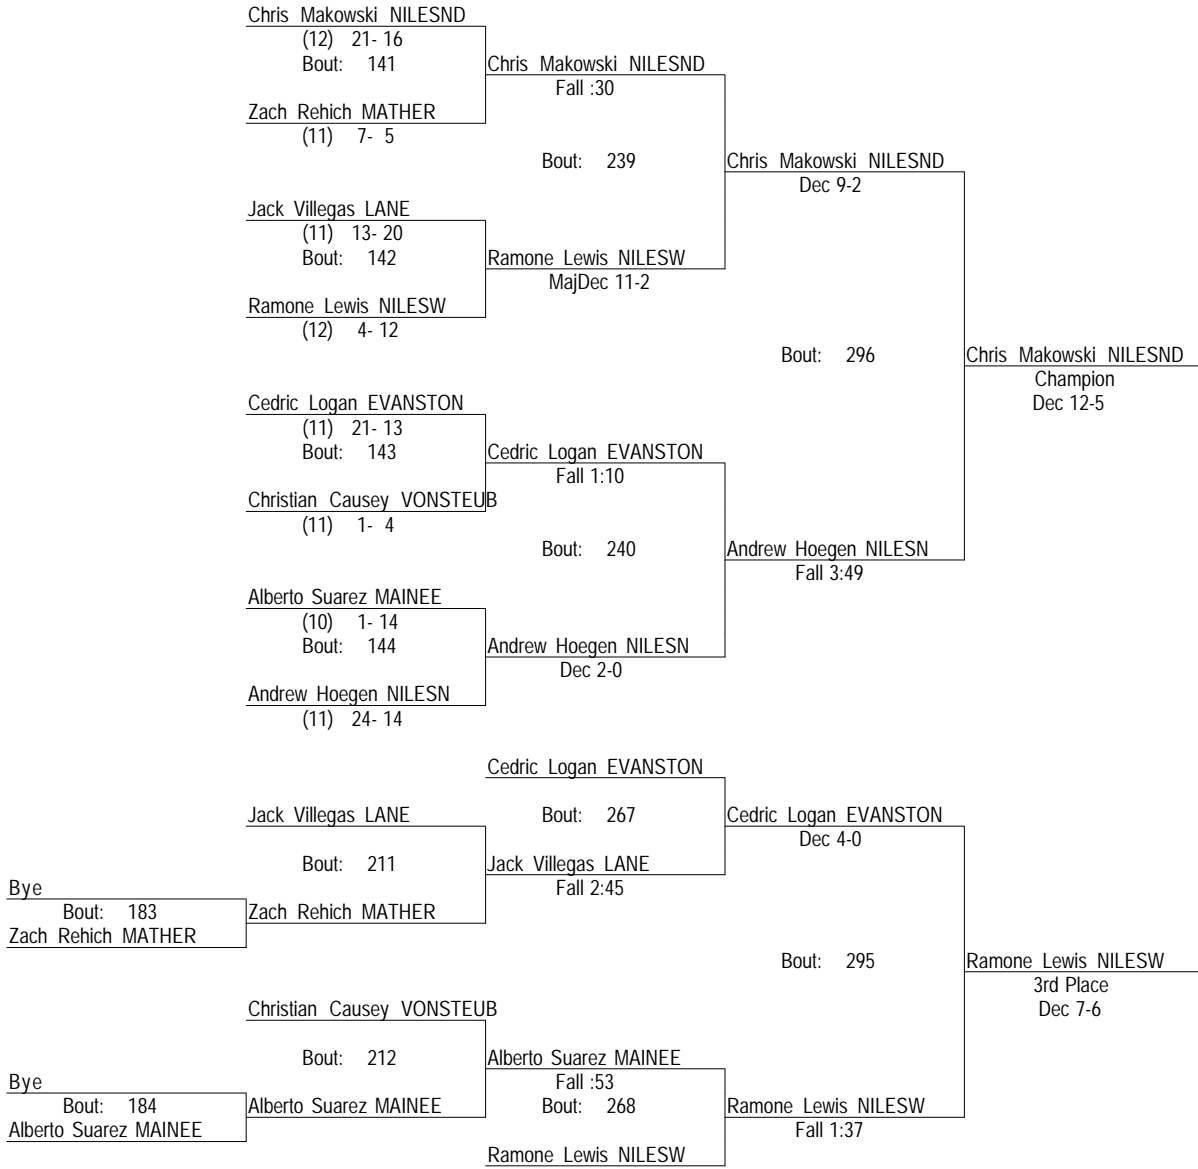 Chris Makowski NILESND
(12) 21- 16
Bout: 141
Chris Makowski NILESND
Fall :30
Zach Rehich MATHER
(11) 7- 5
Bout: 239
Chris Makowski NILESND
Dec 9-2
Jack Villegas LANE
(11) 13- 20
Bout: 142
Ramone Lewis NILESW
MajDec 11-2
Ramone Lewis NILESW
(12) 4- 12
Bout: 296
Chris Makowski NILESND
Champion
Dec 12-5
Cedric Logan EVANSTON
(11) 21- 13
Bout: 143
Cedric Logan EVANSTON
Fall 1:10
Christian Causey VONSTEUB
(11) 1- 4
Bout: 240
Andrew Hoegen NILESN
Fall 3:49
Alberto Suarez MAINEE
(10) 1- 14
Bout: 144
Andrew Hoegen NILESN
Dec 2-0
Andrew Hoegen NILESN
(11) 24- 14
Cedric Logan EVANSTON
Jack Villegas LANE
Bout: 267
Cedric Logan EVANSTON
Dec 4-0
Bout: 211
Jack Villegas LANE
Fall 2:45
Bye
Bout: 183
Zach Rehich MATHER
Zach Rehich MATHER
Bout: 295
Ramone Lewis NILESW
3rd Place
Dec 7-6
Christian Causey VONSTEUB
Bout: 212
Alberto Suarez MAINEE
Fall :53
Bye
Bout: 184
Alberto Suarez MAINEE
Alberto Suarez MAINEE
Bout: 268
Ramone Lewis NILESW
Fall 1:37
Ramone Lewis NILESW